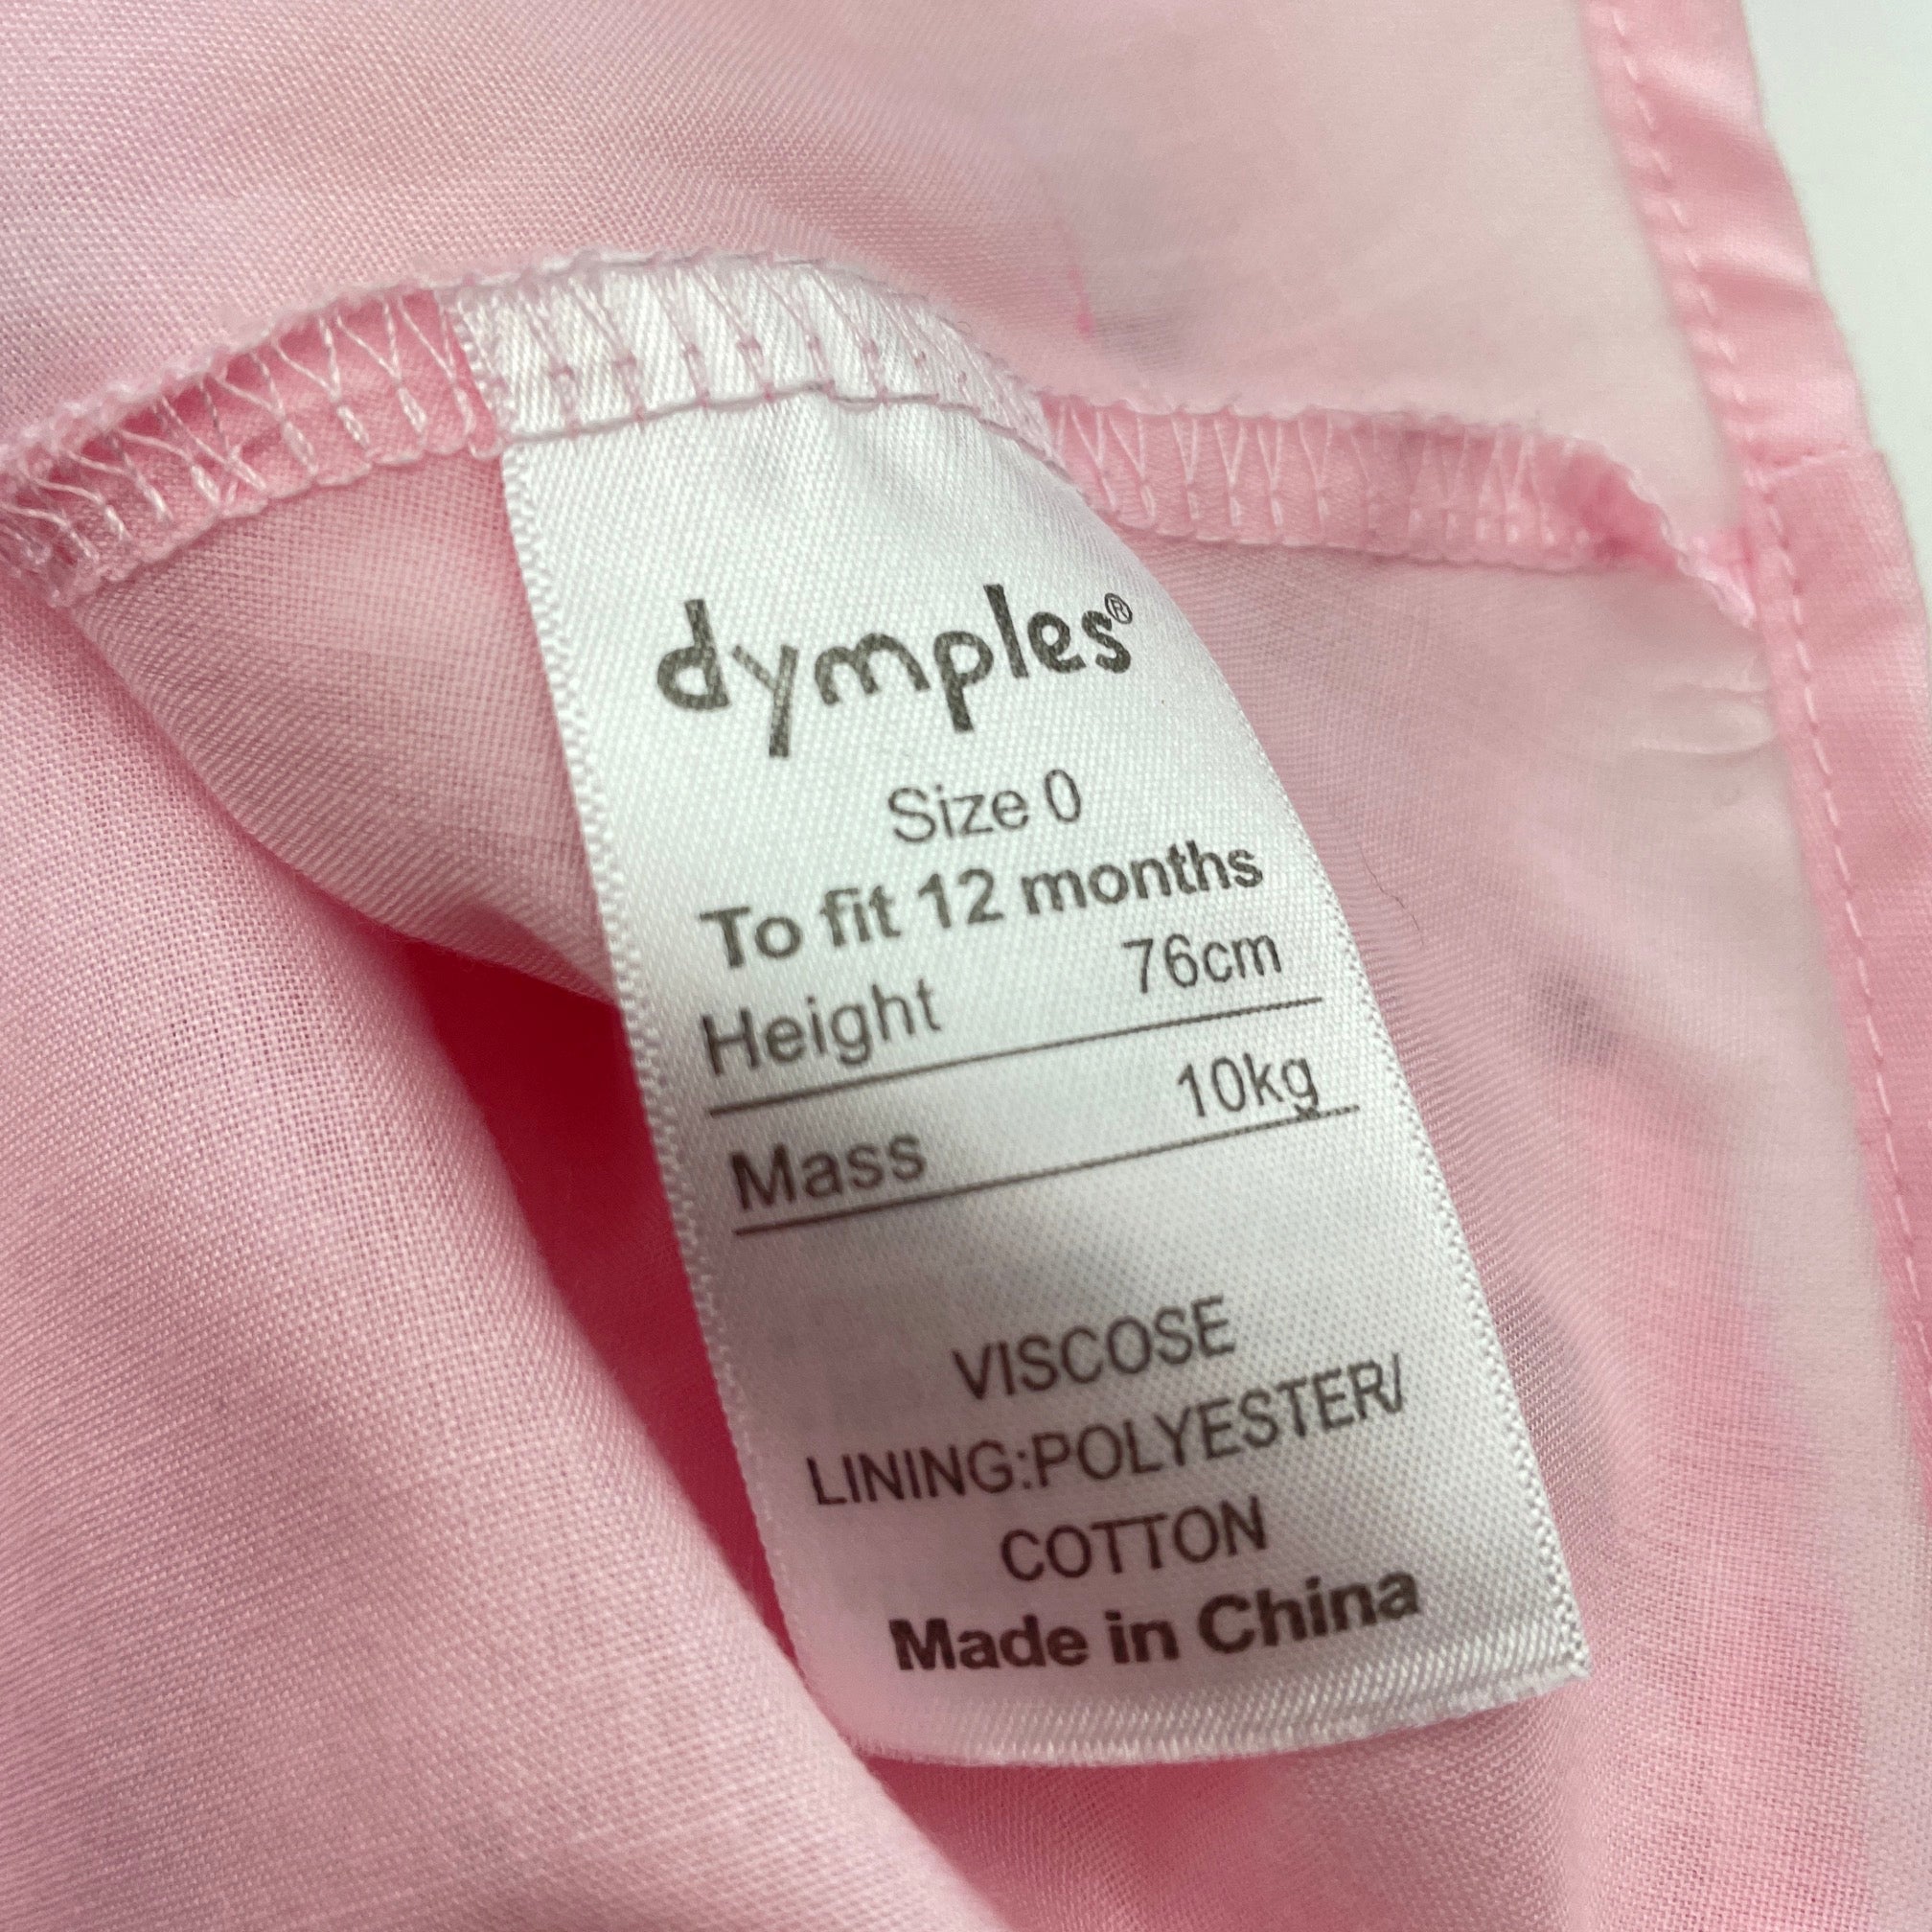 dymples®
Size 0
To fit 12 months
Height 76cm
Mass 10kg
VISCOSE
LINING:POLYESTER/
COTTON
Made in China